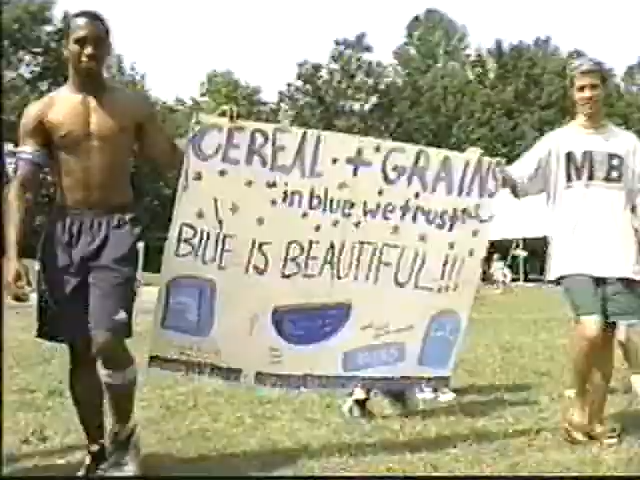 CEREAL + GRAINS
in blue we trust
BLUE IS BEAUTIFUL!!!
MB